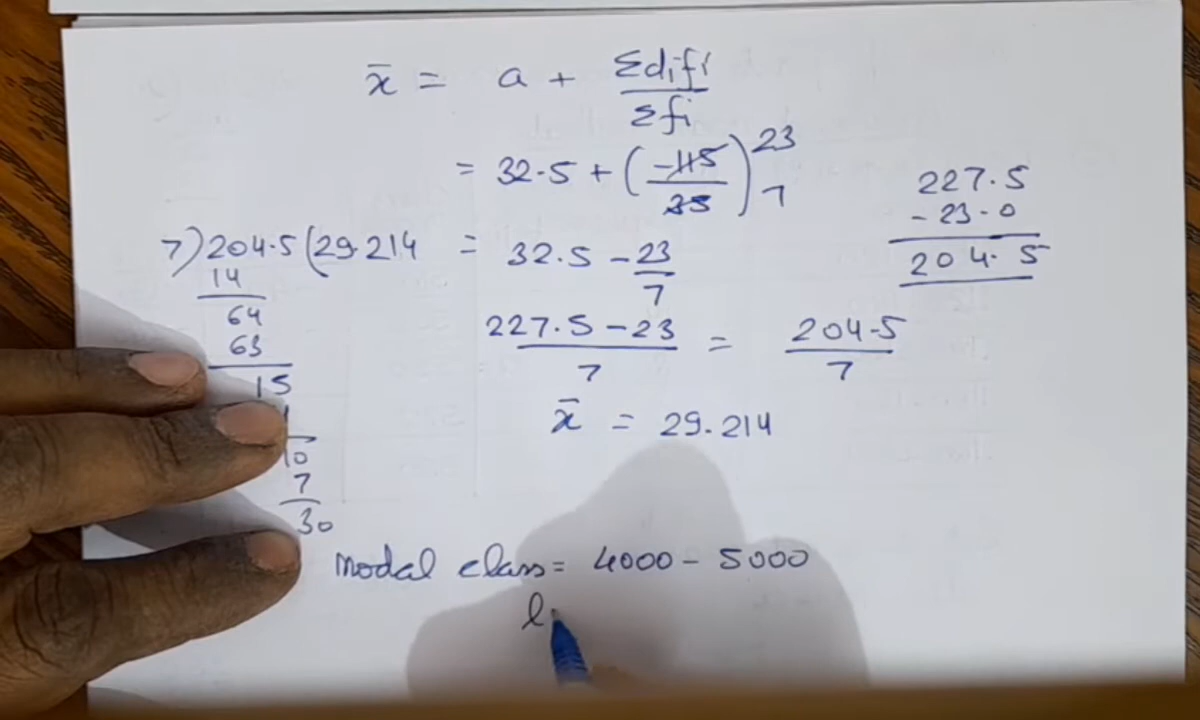 x̄ = a + Σdifi / Σfi
= 32.5 + (-115 / 35) 23 / 7
227.5
- 23.0
204.5
7) 204.5 (29.214
14
64
63
15
10
7
30
= 32.5 - 23 / 7
227.5 - 23 / 7 = 204.5 / 7
x̄ = 29.214
Modal class = 4000 - 5000
l